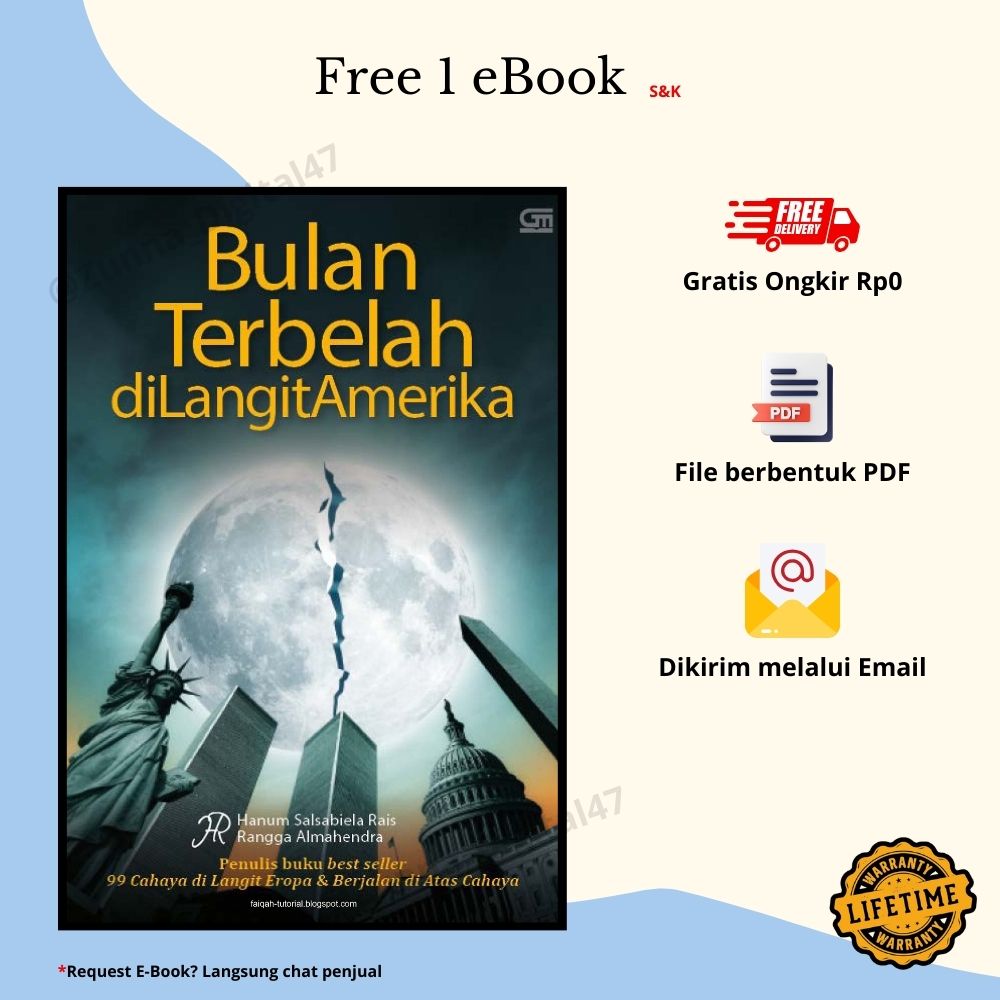 Free 1 eBook S&K
Bulan
Terbelah
diLangitAmerika
Hanum Salsabiela Rais
Rangga Almahendra
Penulis buku best seller
99 Cahaya di Langit Eropa & Berjalan di Atas Cahaya
faiqah-tutorial.blogspot.com
FREE
DELIVERY
Gratis Ongkir Rp0
PDF
File berbentuk PDF
@
Dikirim melalui Email
WARRANTY
LIFETIME
WARRANTY
*Request E-Book? Langsung chat penjual